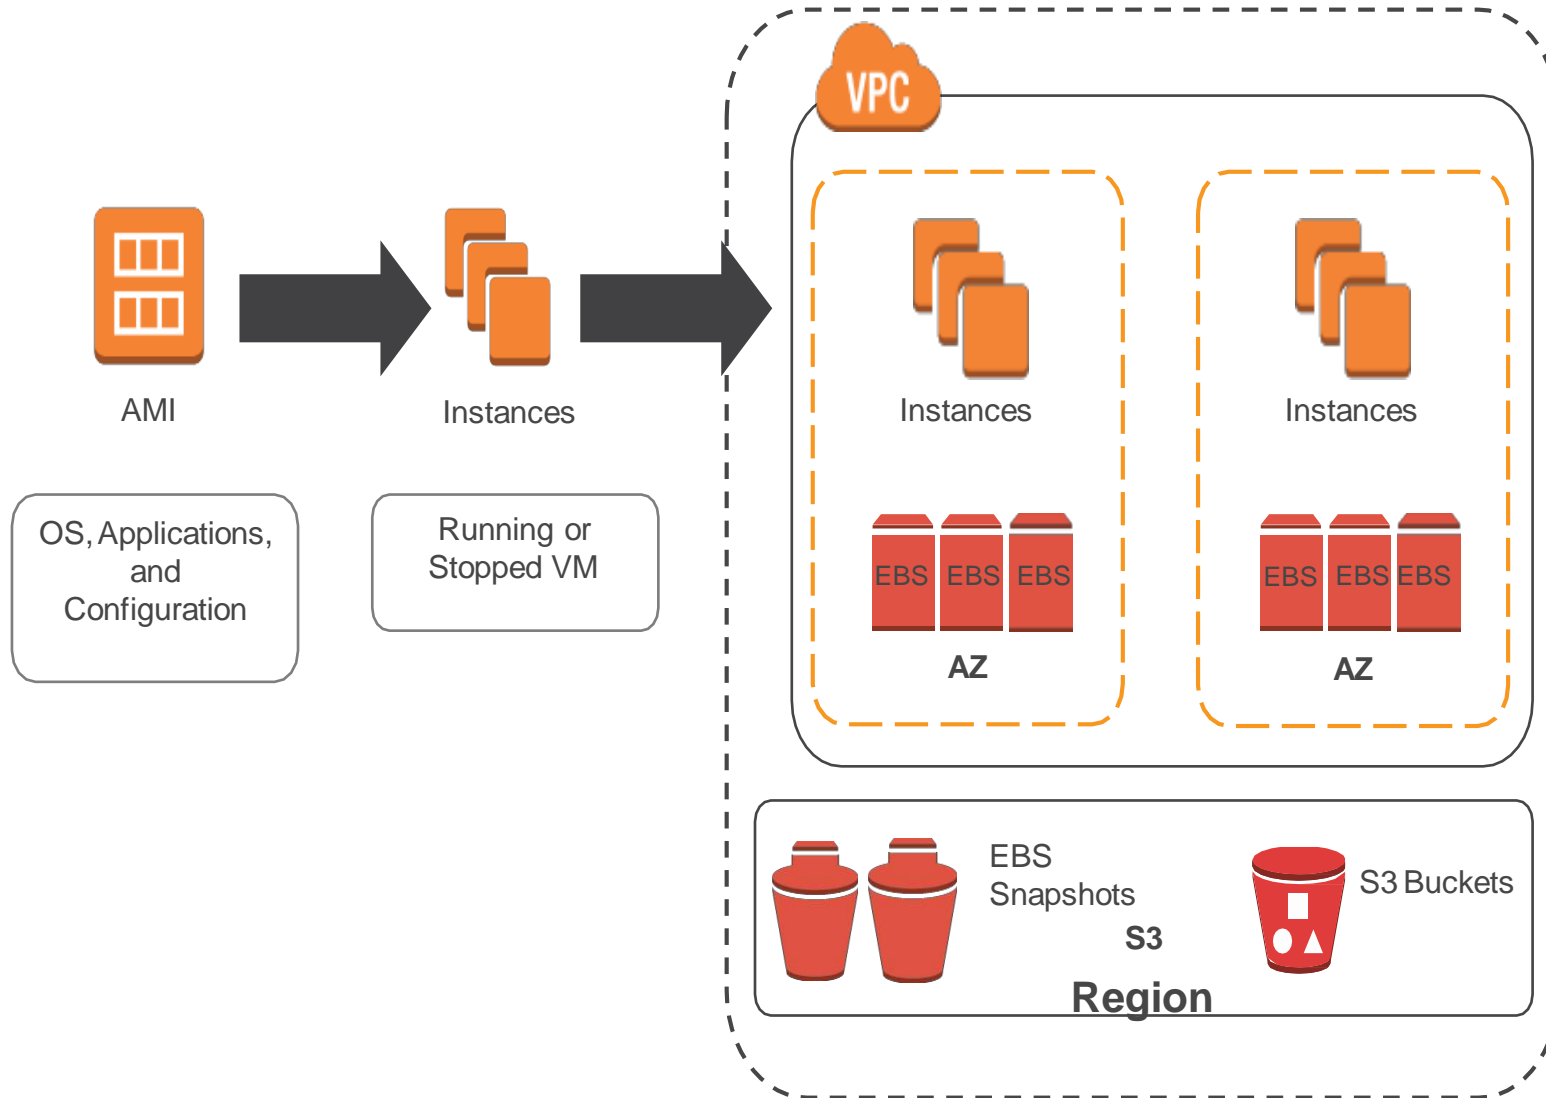 VPC
AMI
Instances
Instances
Instances
OS, Applications,
and
Configuration
Running or
Stopped VM
EBS EBS EBS
EBS EBS EBS
AZ
AZ
EBS
Snapshots
S3 Buckets
S3
Region